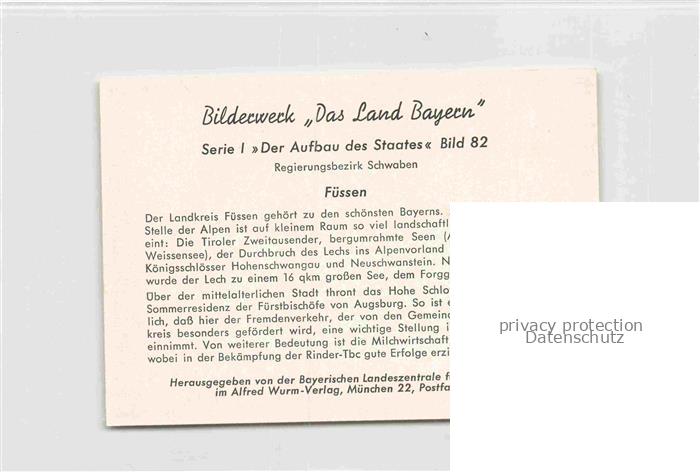 Bilderwerk „Das Land Bayern"
Serie I »Der Aufbau des Staates« Bild 82
Regierungsbezirk Schwaben
Füssen
Der Landkreis Füssen gehört zu den schönsten Bayerns.
Stelle der Alpen ist auf kleinem Raum so viel landschaftl
eint: Die Tiroler Zweitausender, bergumrahmte Seen
Weissensee), der Durchbruch des Lechs ins Alpenvorland
Königsschlösser Hohenschwangau und Neuschwanstein. N
wurde der Lech zu einem 16 qkm großen See, dem Forgg
Über der mittelalterlichen Stadt thront das Hohe Schlo
Sommerresidenz der Fürstbischöfe von Augsburg. So ist e
lich, daß hier der Fremdenverkehr, der von den Gemein
kreis besonders gefördert wird, eine wichtige Stellung i
einnimmt. Von weiterer Bedeutung ist die Milchwirtschaf
wobei in der Bekämpfung der Rinder-Tbc gute Erfolge erzi
Herausgegeben von der Bayerischen Landeszentrale f
im Alfred Wurm-Verlag, München 22, Postfa
privacy protection
Datenschutz